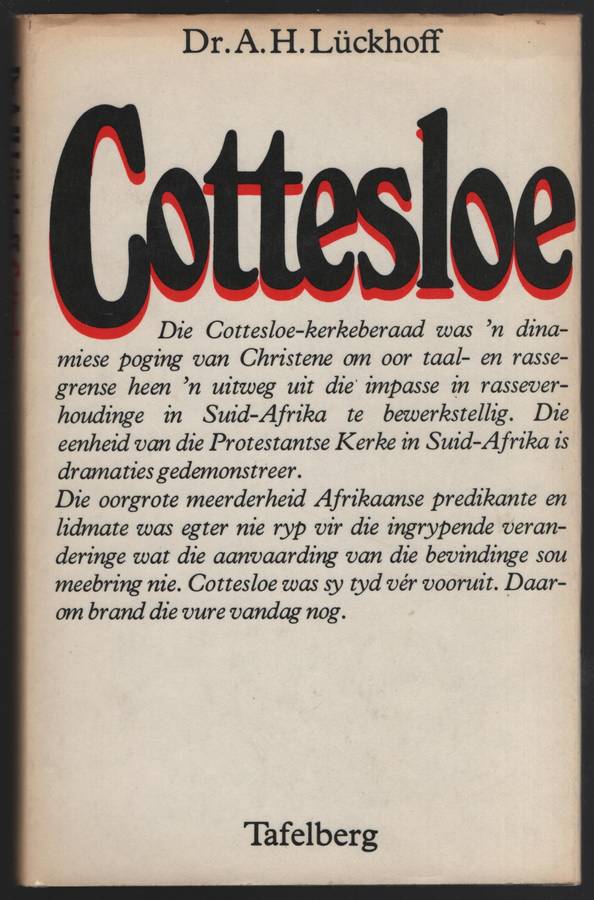 Dr. A. H. Lückhoff
Cottesloe
Die Cottesloe-kerkeberaad was 'n dina-
miese poging van Christene om oor taal- en rasse-
grense heen 'n uitweg uit die impasse in rassever-
houdinge in Suid-Afrika te bewerkstellig. Die
eenheid van die Protestantse Kerke in Suid-Afrika is
dramaties gedemonstreer.
Die oorgrote meerderheid Afrikaanse predikante en
lidmate was egter nie ryp vir die ingrypende veran-
deringe wat die aanvaarding van die bevindinge sou
meebring nie. Cottesloe was sy tyd vér vooruit. Daar-
om brand die vure vandag nog.
Tafelberg